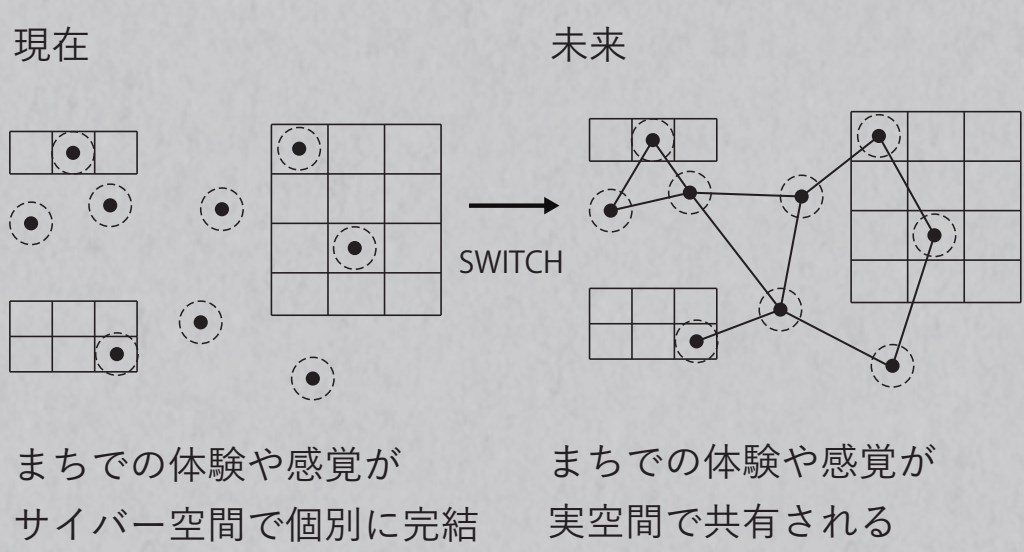 現在
まちでの体験や感覚が
サイバー空間で個別に完結
SWITCH
未来
まちでの体験や感覚が
実空間で共有される